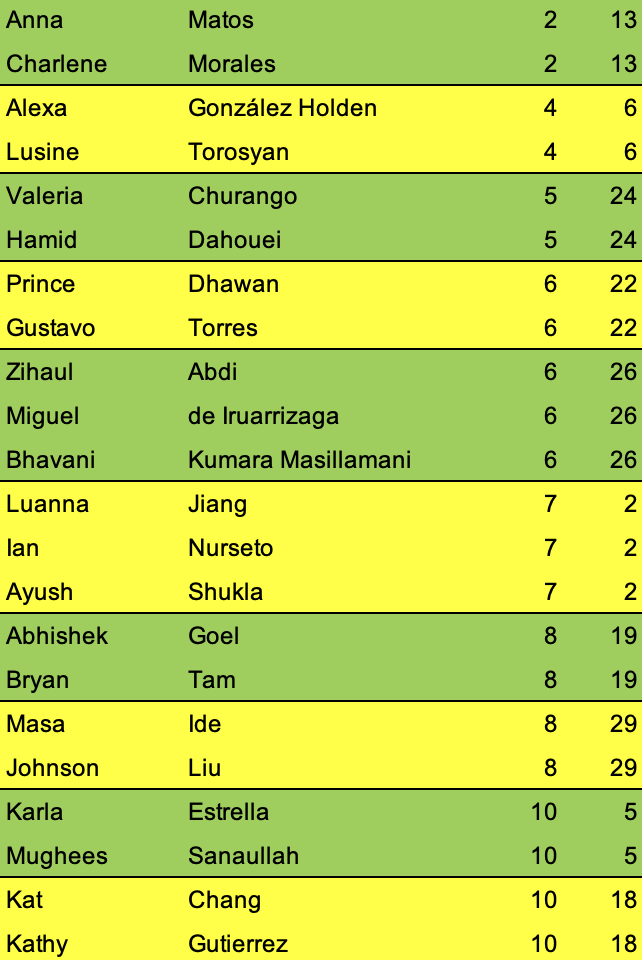 Anna Matos 2 13
Charlene Morales 2 13
Alexa González Holden 4 6
Lusine Torosyan 4 6
Valeria Churango 5 24
Hamid Dahouei 5 24
Prince Dhawan 6 22
Gustavo Torres 6 22
Zihaul Abdi 6 26
Miguel de Iruarrizaga 6 26
Bhavani Kumara Masillamani 6 26
Luanna Jiang 7 2
Ian Nurseto 7 2
Ayush Shukla 7 2
Abhishek Goel 8 19
Bryan Tam 8 19
Masa Ide 8 29
Johnson Liu 8 29
Karla Estrella 10 5
Mughees Sanaullah 10 5
Kat Chang 10 18
Kathy Gutierrez 10 18